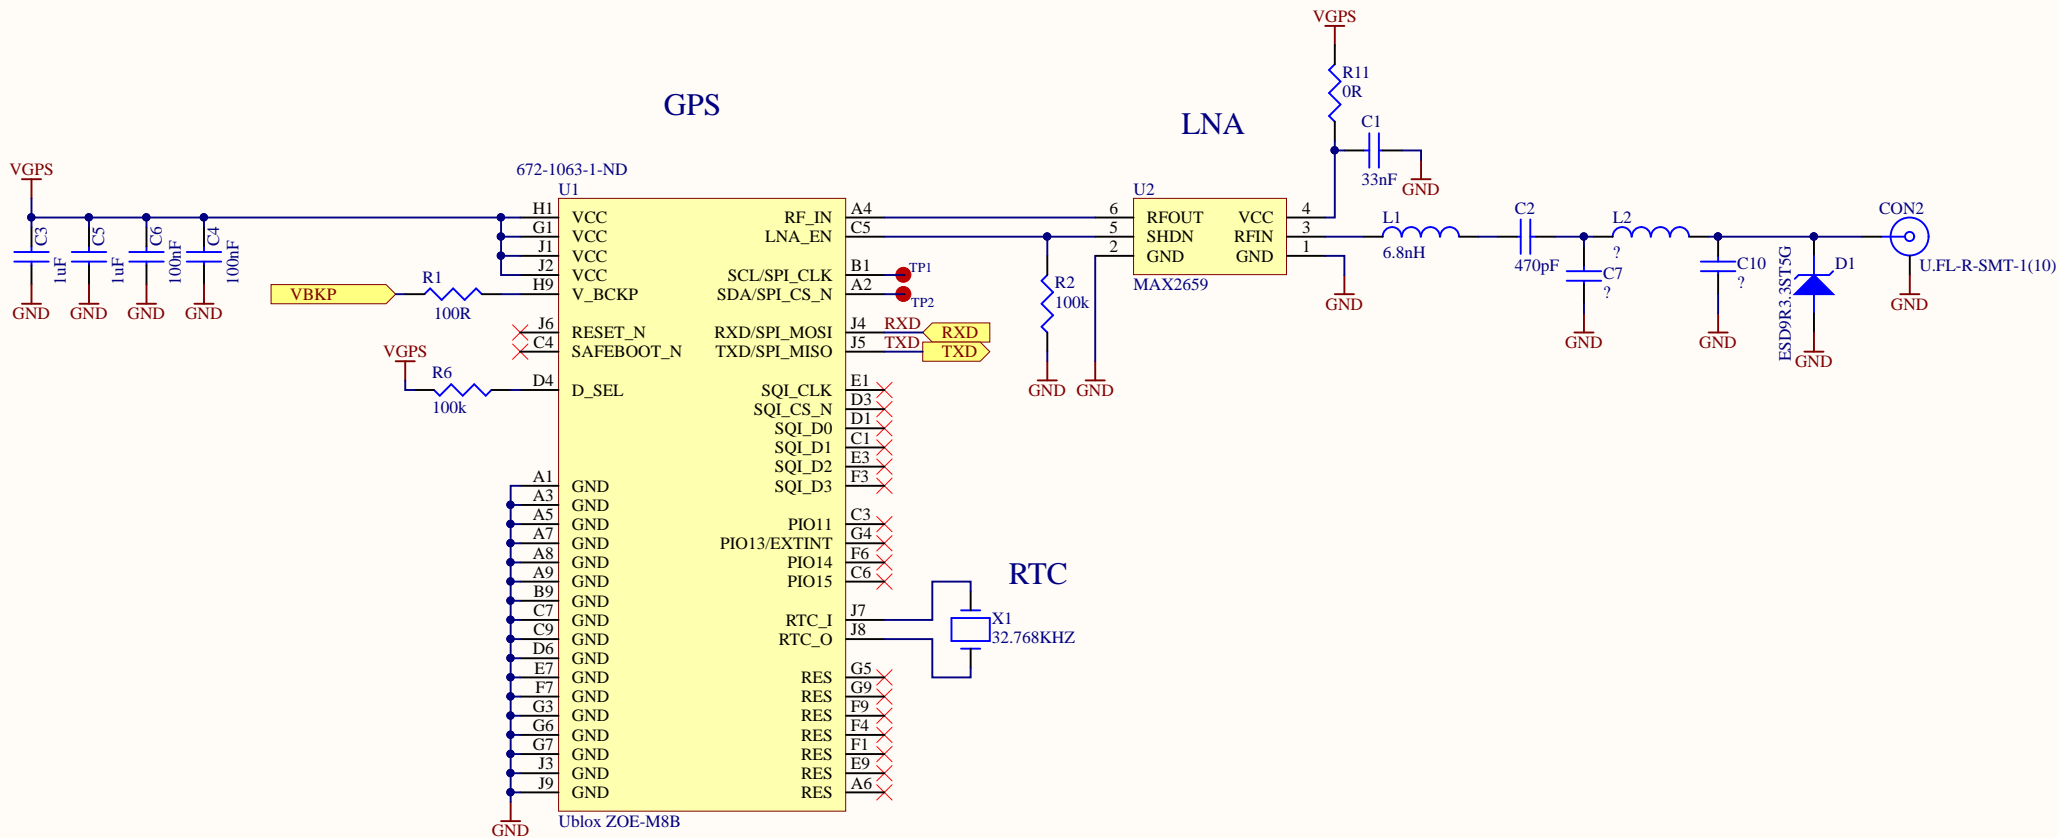 VGPS
R11
0R
GPS
LNA
C1
33nF
GND
VGPS
C3
1uF
C5
1uF
C6
100nF
C4
100nF
GND
GND
GND
GND
VBKP
R1
100R
VGPS
R6
100k
672-1063-1-ND
U1
H1 VCC RF_IN A4
G1 VCC LNA_EN C5
J1 VCC
J2 VCC SCL/SPI_CLK B1 TP1
H9 V_BCKP SDA/SPI_CS_N A2 TP2
J6 RESET_N RXD/SPI_MOSI J4 RXD RXD
C4 SAFEBOOT_N TXD/SPI_MISO J5 TXD TXD
D4 D_SEL SQI_CLK E1
SQI_CS_N D3
SQI_D0 D1
SQI_D1 C1
SQI_D2 E3
A1 GND SQI_D3 F3
A3 GND
A5 GND PIO11 C3
A7 GND PIO13/EXTINT G4
A8 GND PIO14 F6
A9 GND PIO15 C6
B9 GND
C7 GND RTC_I J7
C9 GND RTC_O J8
D6 GND
E7 GND RES G5
F7 GND RES G9
G3 GND RES F9
G6 GND RES F4
G7 GND RES F1
J3 GND RES E9
J9 GND RES A6
GND
Ublox ZOE-M8B
RTC
X1
32.768KHZ
R2
100k
GND
GND
U2
6 RFOUT VCC 4
5 SHDN RFIN 3
2 GND GND 1
MAX2659
GND
L1
6.8nH
C2
470pF
L2
?
C7
?
GND
C10
?
GND
D1
ESD9R3.3ST5G
GND
CON2
U.FL-R-SMT-1(10)
GND